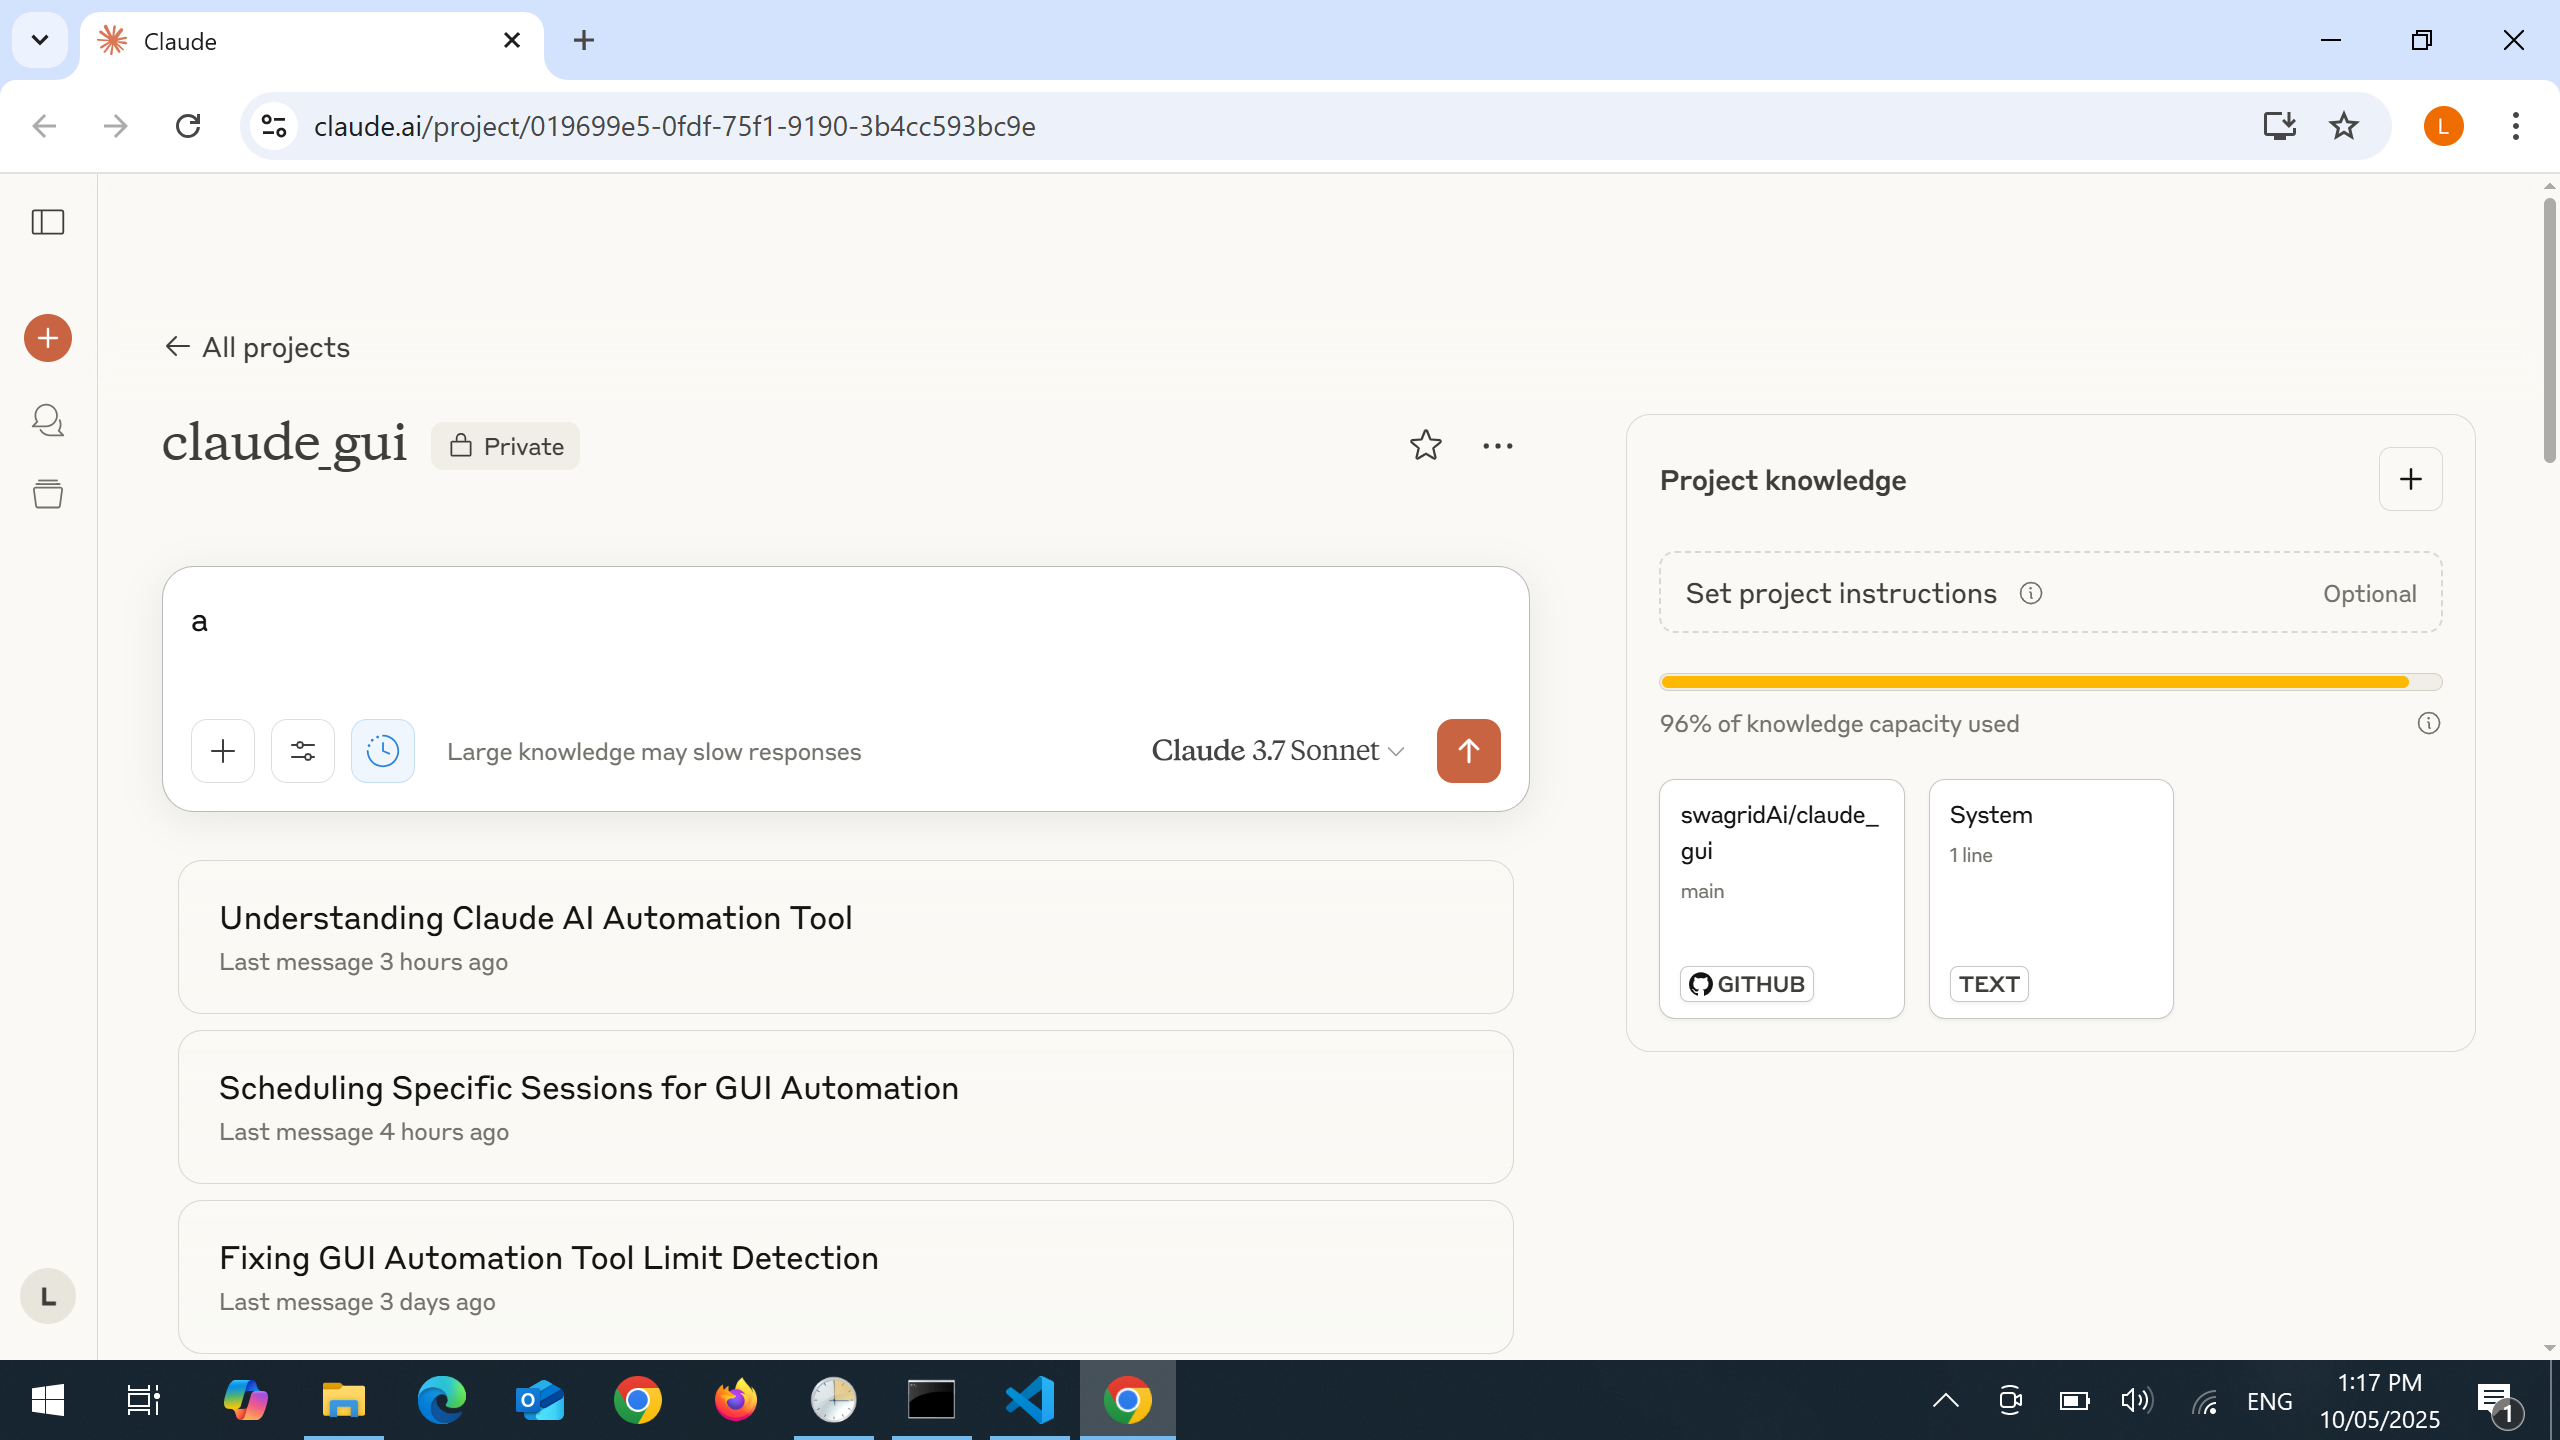 Claude
claude.ai/project/019699e5-0fdf-75f1-9190-3b4cc593bc9e
L
All projects
claude_gui
Private
a
Large knowledge may slow responses
Claude 3.7 Sonnet
Understanding Claude AI Automation Tool
Last message 3 hours ago
Scheduling Specific Sessions for GUI Automation
Last message 4 hours ago
Fixing GUI Automation Tool Limit Detection
Last message 3 days ago
Project knowledge
Set project instructions
Optional
96% of knowledge capacity used
swagridAi/claude_
gui
main
GITHUB
System
1 line
TEXT
L
ENG
1:17 PM
10/05/2025
1